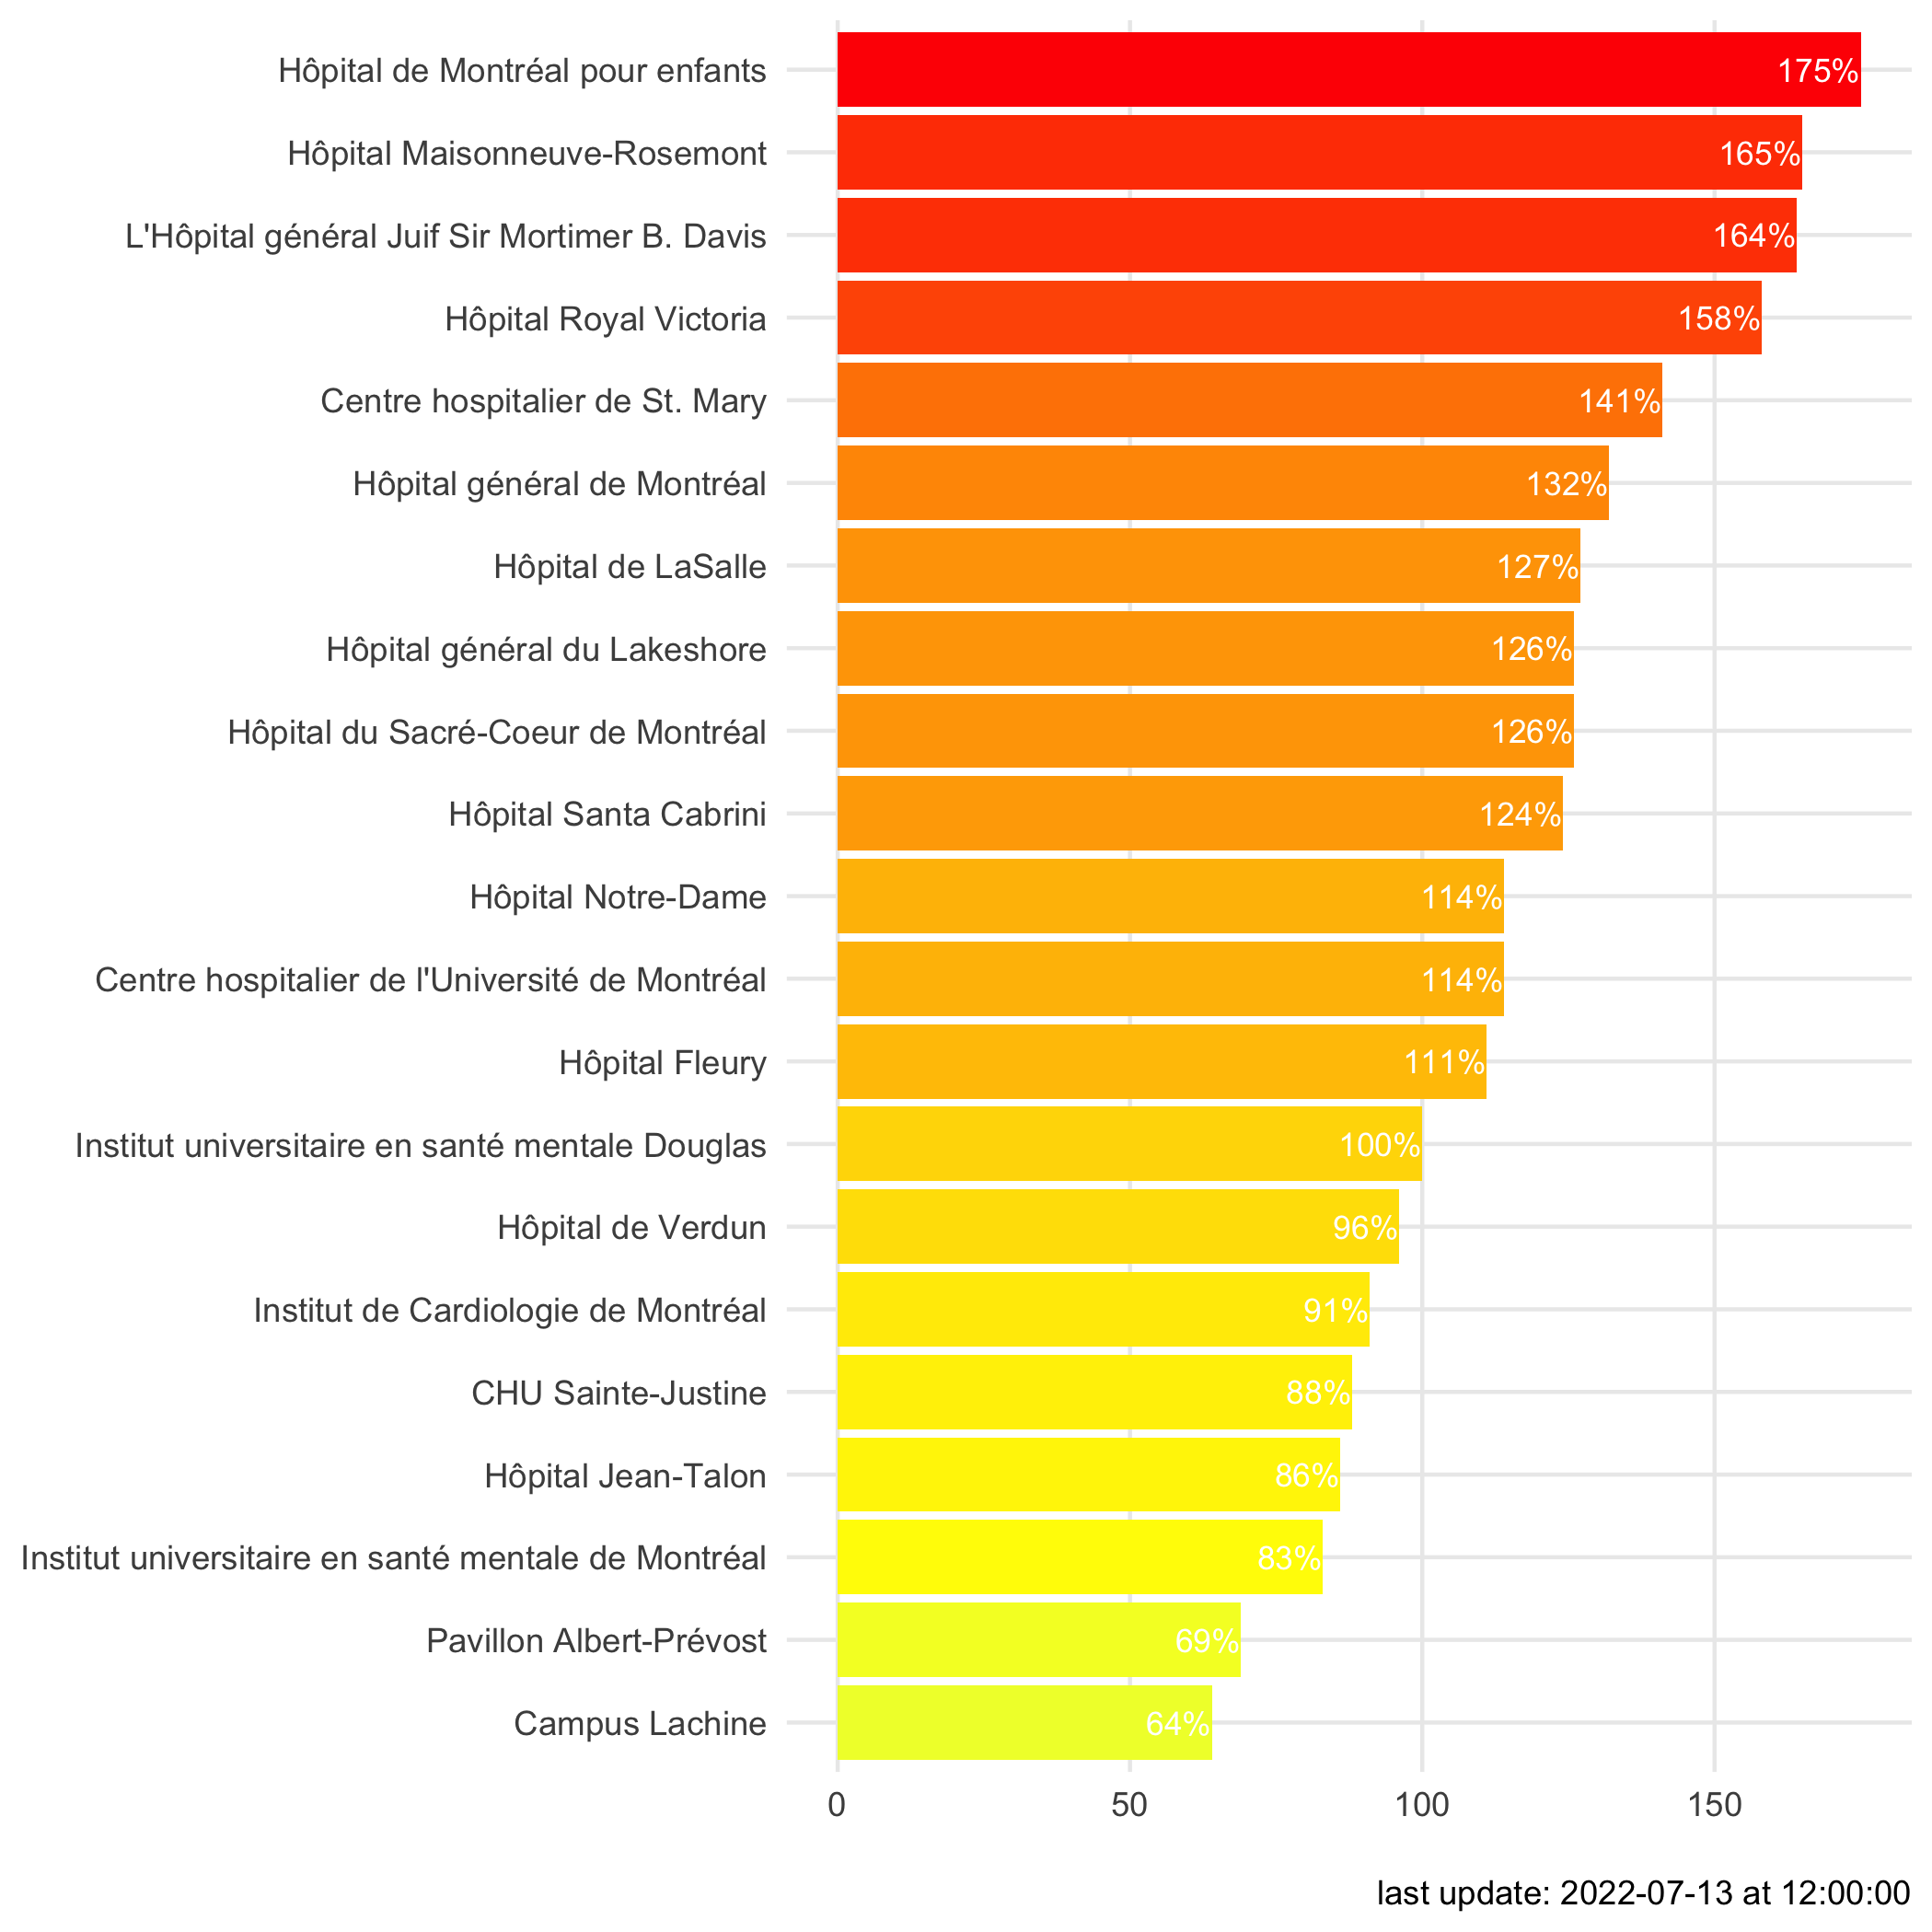 Hôpital de Montréal pour enfants 175%
Hôpital Maisonneuve-Rosemont 165%
L'Hôpital général Juif Sir Mortimer B. Davis 164%
Hôpital Royal Victoria 158%
Centre hospitalier de St. Mary 141%
Hôpital général de Montréal 132%
Hôpital de LaSalle 127%
Hôpital général du Lakeshore 126%
Hôpital du Sacré-Coeur de Montréal 126%
Hôpital Santa Cabrini 124%
Hôpital Notre-Dame 114%
Centre hospitalier de l'Université de Montréal 114%
Hôpital Fleury 111%
Institut universitaire en santé mentale Douglas 100%
Hôpital de Verdun 96%
Institut de Cardiologie de Montréal 91%
CHU Sainte-Justine 88%
Hôpital Jean-Talon 86%
Institut universitaire en santé mentale de Montréal 83%
Pavillon Albert-Prévost 69%
Campus Lachine 64%
0 50 100 150
last update: 2022-07-13 at 12:00:00